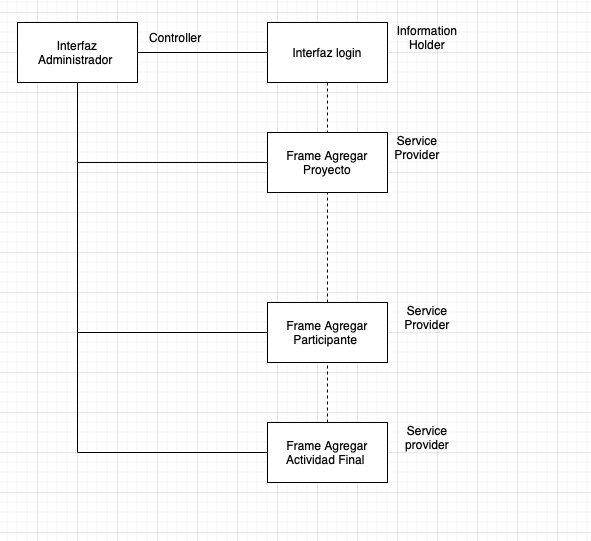 Interfaz
Administrador
Controller
Interfaz login
Information
Holder
Frame Agregar
Proyecto
Service
Provider
Frame Agregar
Participante
Service
Provider
Frame Agregar
Actividad Final
Service
provider